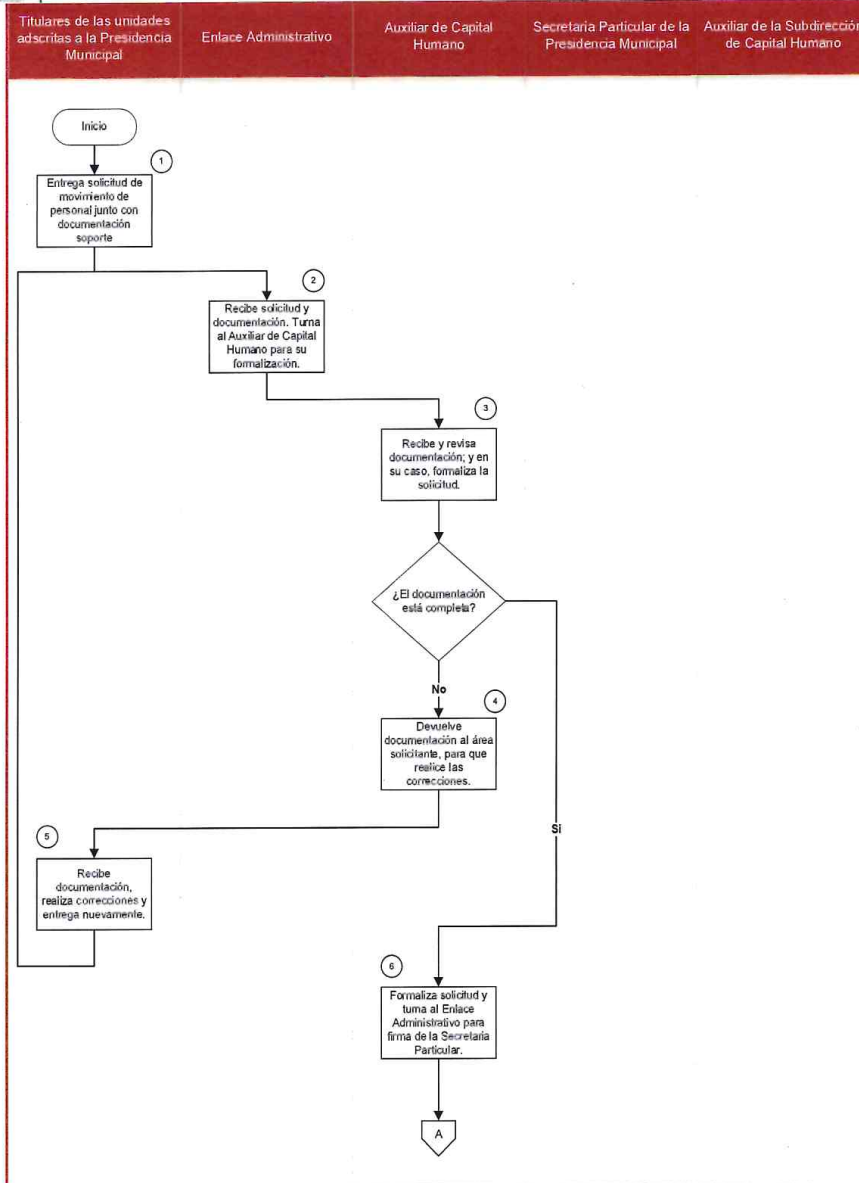 Titulares de las unidades
adscritas a la Presidencia
Municipal
Enlace Administrativo
Auxiliar de Capital
Humano
Secretaria Particular de la
Presidencia Municipal
Auxiliar de la Subdirección
de Capital Humano
Inicio
1
Entrega solicitud de
movimiento de
personal junto con
documentación
soporte
2
Recibe solicitud y
documentación. Turna
al Auxiliar de Capital
Humano para su
formalización.
3
Recibe y revisa
documentación; y en
su caso, formaliza la
solicitud.
¿El documentación
está completa?
No
Si
4
Devuelve
documentación al área
solicitante, para que
realice las
correcciones.
5
Recibe
documentación,
realiza correcciones y
entrega nuevamente.
6
Formaliza solicitud y
turna al Enlace
Administrativo para
firma de la Secretaria
Particular.
A